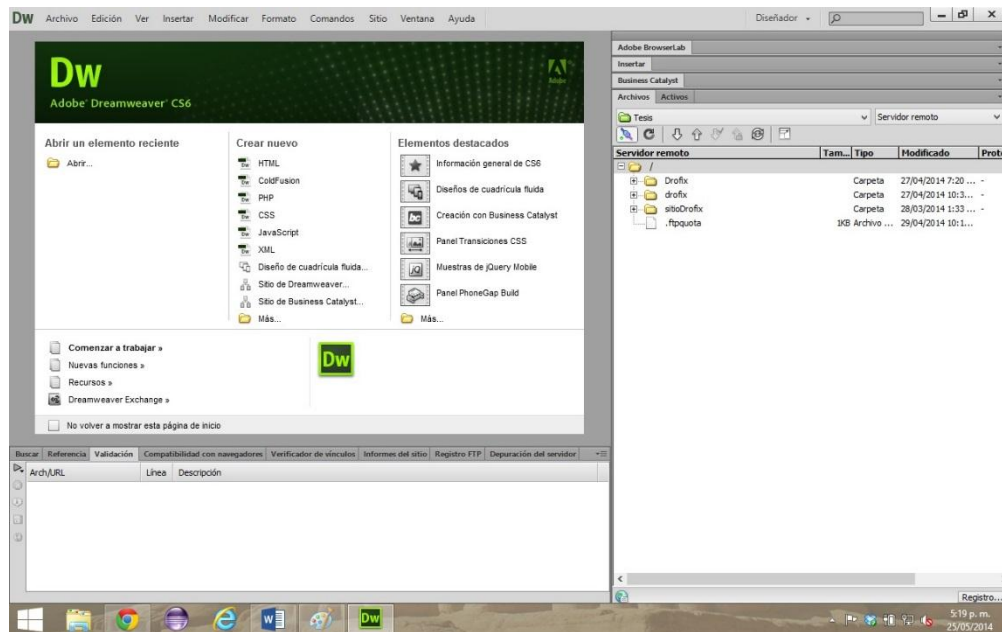 DW Archivo Edición Ver Insertar Modificar Formato Comandos Sitio Ventana Ayuda Diseñador
Dw
Adobe
Adobe® Dreamweaver® CS6
Abrir un elemento reciente
Abrir...
Crear nuevo
HTML
ColdFusion
PHP
CSS
JavaScript
XML
Diseño de cuadrícula fluida...
Sitio de Dreamweaver...
Sitio de Business Catalyst...
Más...
Elementos destacados
Información general de CS6
Diseños de cuadrícula fluida
bc Creación con Business Catalyst
Panel Transiciones CSS
Muestras de jQuery Mobile
Panel PhoneGap Build
Más...
Comenzar a trabajar »
Nuevas funciones »
Recursos »
Dreamweaver Exchange »
Dw
No volver a mostrar esta página de inicio
Buscar Referencia Validación Compatibilidad con navegadores Verificador de vínculos Informes del sitio Registro FTP Depuración del servidor
Arch/URL Línea Descripción
Adobe BrowserLab
Insertar
Business Catalyst
Archivos Activos
Tesis Servidor remoto
Servidor remoto Tam... Tipo Modificado Prot
/
Drofix Carpeta 27/04/2014 7:20 ... -
drofix Carpeta 27/04/2014 10:3... -
sitioDrofix Carpeta 28/03/2014 1:33 ... -
.ftpquota 1KB Archivo ... 29/04/2014 10:1...
Registro...
Dw
5:19 p. m.
25/05/2014